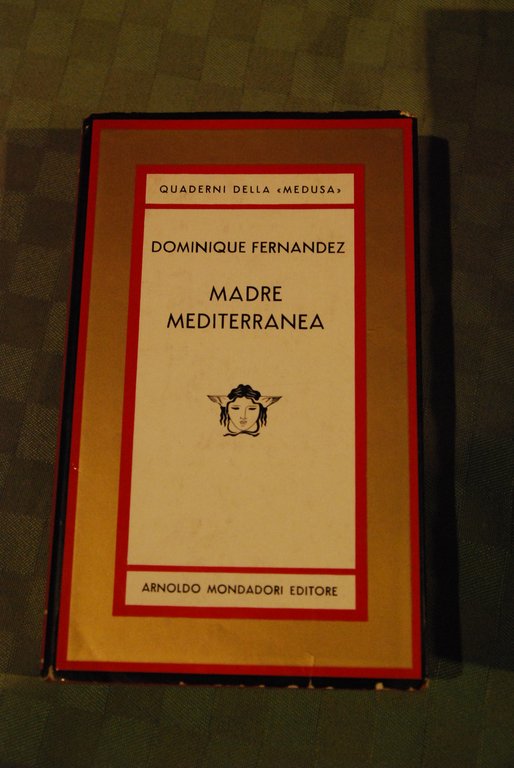 QUADERNI DELLA «MEDUSA»
DOMINIQUE FERNANDEZ
MADRE
MEDITERRANEA
ARNOLDO MONDADORI EDITORE